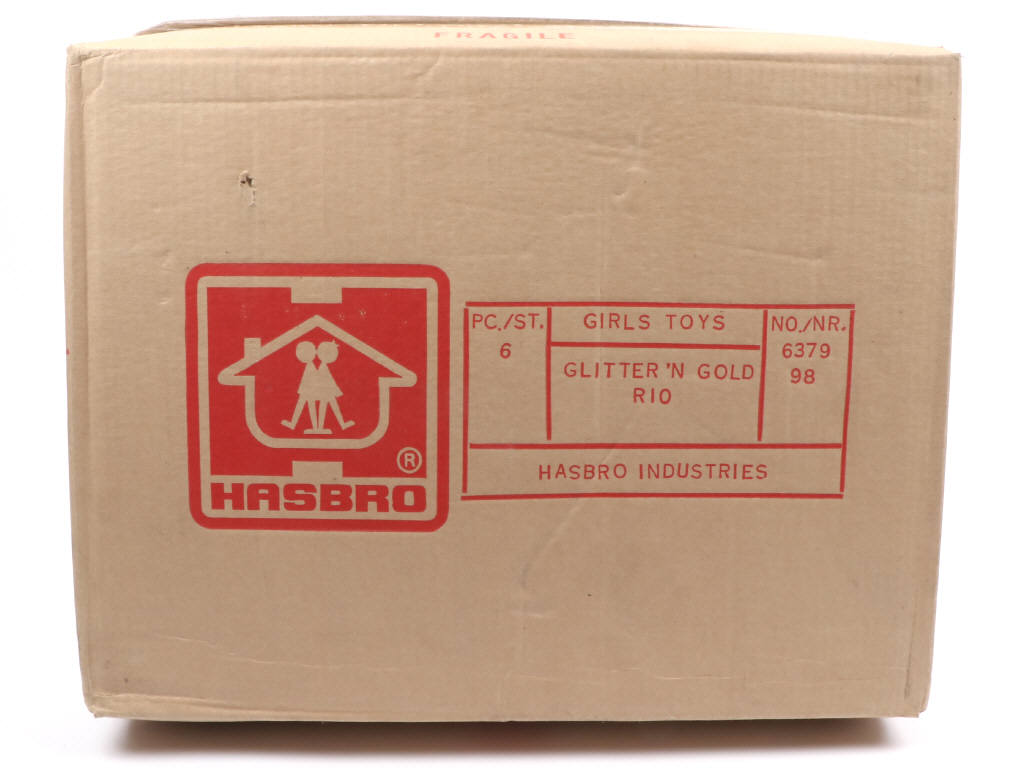 FRAGILE
®
HASBRO
PC./ST.
6
GIRLS TOYS
GLITTER 'N GOLD
RIO
NO./NR.
6379
98
HASBRO INDUSTRIES